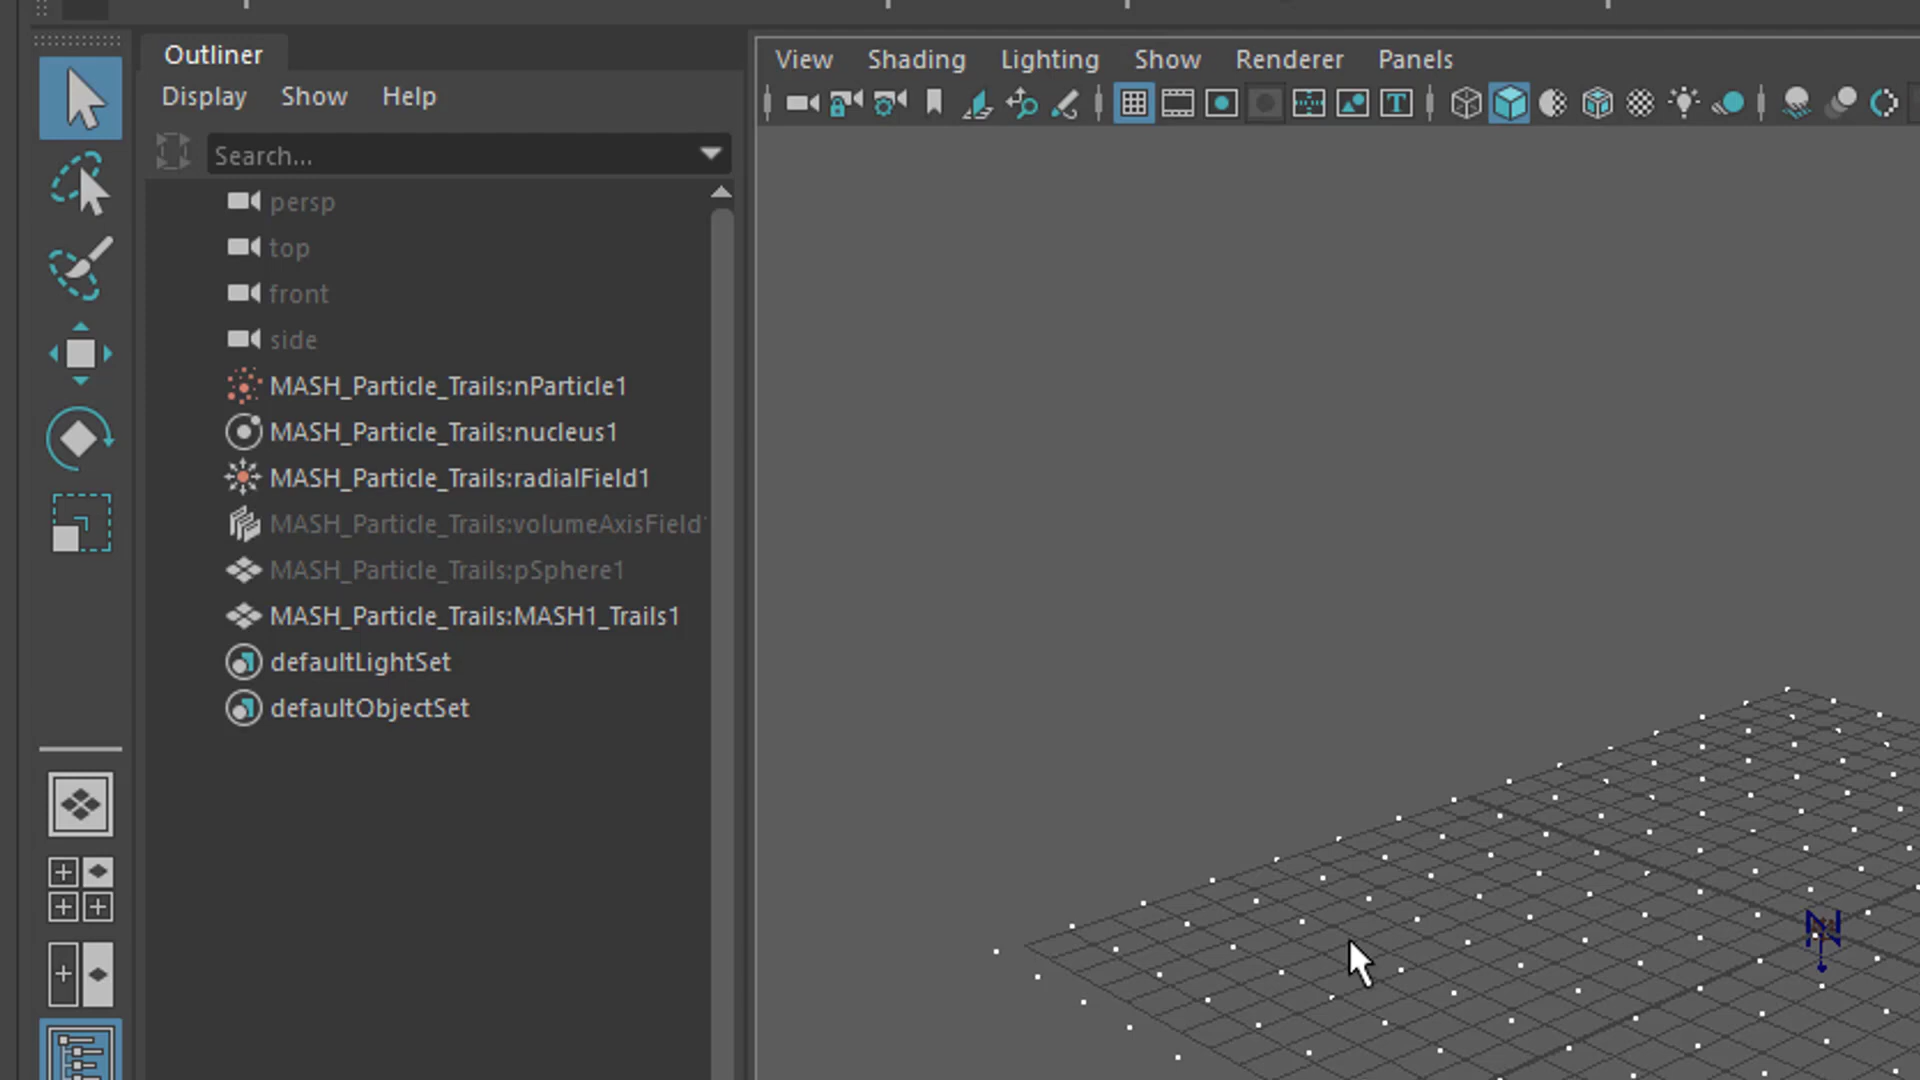 Outliner
Display Show Help
Search...
persp
top
front
side
MASH_Particle_Trails:nParticle1
MASH_Particle_Trails:nucleus1
MASH_Particle_Trails:radialField1
MASH_Particle_Trails:volumeAxisField
MASH_Particle_Trails:pSphere1
MASH_Particle_Trails:MASH1_Trails1
defaultLightSet
defaultObjectSet
View Shading Lighting Show Renderer Panels
T
N